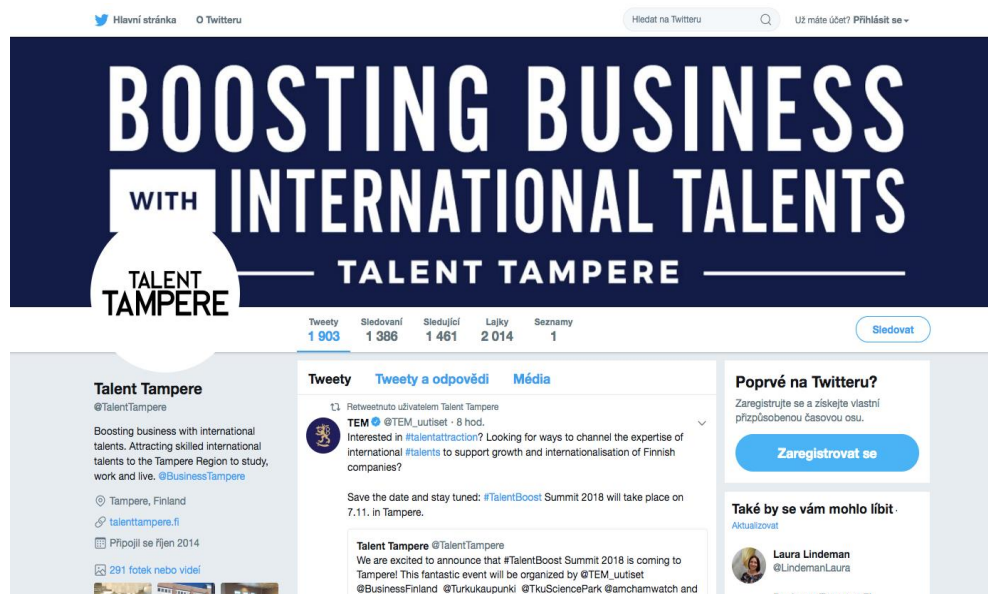 Hlavní stránka O Twitteru
Hledat na Twitteru
Už máte účet? Přihlásit se
BOOSTING BUSINESS
WITH INTERNATIONAL TALENTS
TALENT TAMPERE
TALENT
TAMPERE
Tweety Sledovaní Sledující Lajky Seznamy
1 903 1 386 1 461 2 014 1
Sledovat
Talent Tampere
@TalentTampere
Boosting business with international
talents. Attracting skilled international
talents to the Tampere Region to study,
work and live. @BusinessTampere
Tampere, Finland
talenttampere.fi
Připojil se říjen 2014
291 fotek nebo videí
Tweety Tweety a odpovědi Média
Retweetnuto uživatelem Talent Tampere
TEM @TEM_uutiset · 8 hod.
Interested in #talentattraction? Looking for ways to channel the expertise of
international #talents to support growth and internationalisation of Finnish
companies?
Save the date and stay tuned: #TalentBoost Summit 2018 will take place on
7.11. in Tampere.
Talent Tampere @TalentTampere
We are excited to announce that #TalentBoost Summit 2018 is coming to
Tampere! This fantastic event will be organized by @TEM_uutiset
@BusinessFinland @Turkukaupunki @TkuSciencePark @amchamwatch and
Poprvé na Twitteru?
Zaregistrujte se a získejte vlastní
přizpůsobenou časovou osu.
Zaregistrovat se
Také by se vám mohlo líbit ·
Aktualizovat
Laura Lindeman
@LindemanLaura